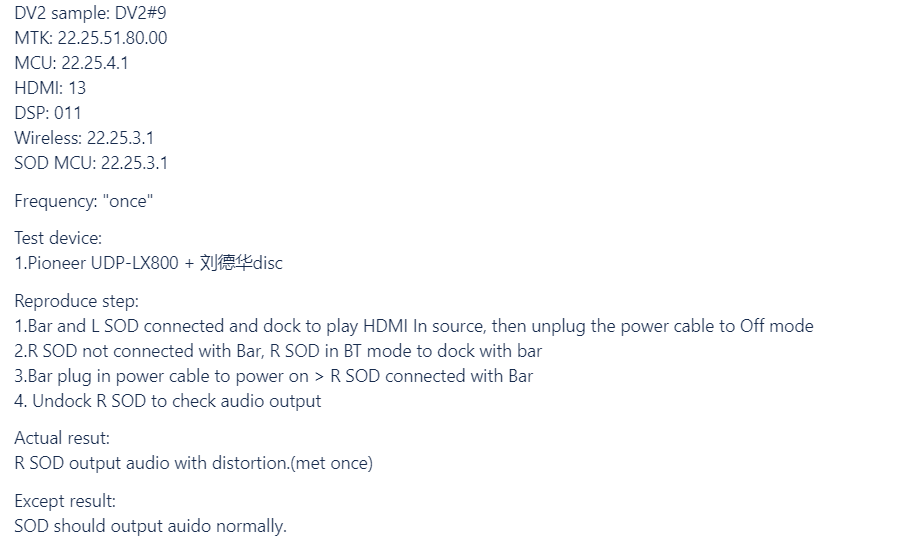 DV2 sample: DV2#9
MTK: 22.25.51.80.00
MCU: 22.25.4.1
HDMI: 13
DSP: 011
Wireless: 22.25.3.1
SOD MCU: 22.25.3.1
Frequency: "once"
Test device:
1.Pioneer UDP-LX800 + 刘德华disc
Reproduce step:
1.Bar and L SOD connected and dock to play HDMI In source, then unplug the power cable to Off mode
2.R SOD not connected with Bar, R SOD in BT mode to dock with bar
3.Bar plug in power cable to power on > R SOD connected with Bar
4. Undock R SOD to check audio output
Actual resut:
R SOD output audio with distortion.(met once)
Except result:
SOD should output auido normally.